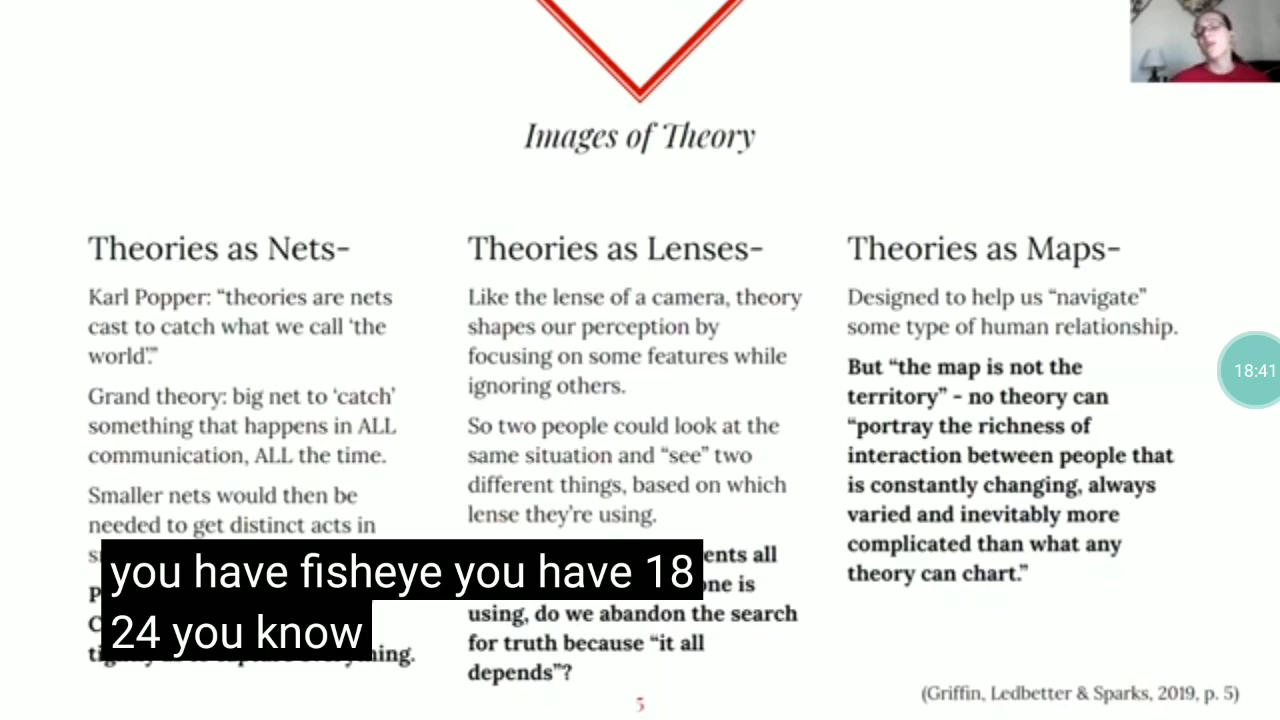 Images of Theory
Theories as Nets-
Karl Popper: “theories are nets
cast to catch what we call ‘the
world’.”
Grand theory: big net to ‘catch’
something that happens in ALL
communication, ALL the time.
Smaller nets would then be
needed to get distinct acts in
Theories as Lenses-
Like the lense of a camera, theory
shapes our perception by
focusing on some features while
ignoring others.
So two people could look at the
same situation and “see” two
different things, based on which
lense they’re using.
all
is
using, do we abandon the search
for truth because “it all
depends”?
Theories as Maps-
Designed to help us “navigate”
some type of human relationship.
But “the map is not the
territory” - no theory can
“portray the richness of
interaction between people that
is constantly changing, always
varied and inevitably more
complicated than what any
theory can chart.”
18:41
you have fisheye you have 18
24 you know
(Griffin, Ledbetter & Sparks, 2019, p. 5)
5